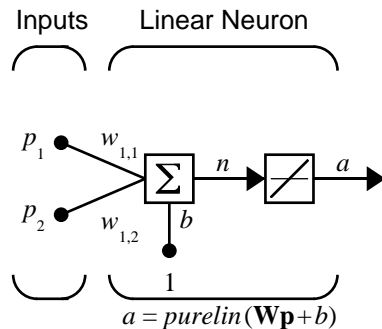 Inputs Linear Neuron
p₁ w₁,₁ Σ n a
p₂ w₁,₂ b
1
a = purelin(Wp+b)